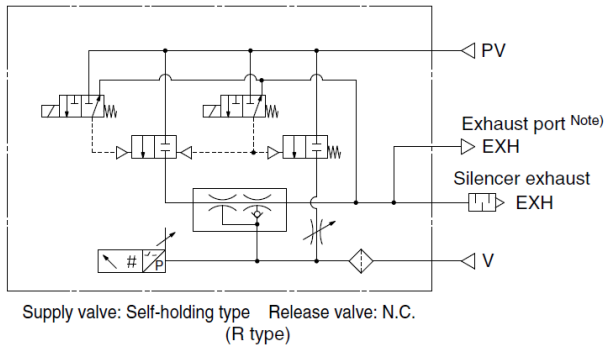 PV
Exhaust port Note)
EXH
Silencer exhaust
EXH
# P
V
Supply valve: Self-holding type Release valve: N.C.
(R type)